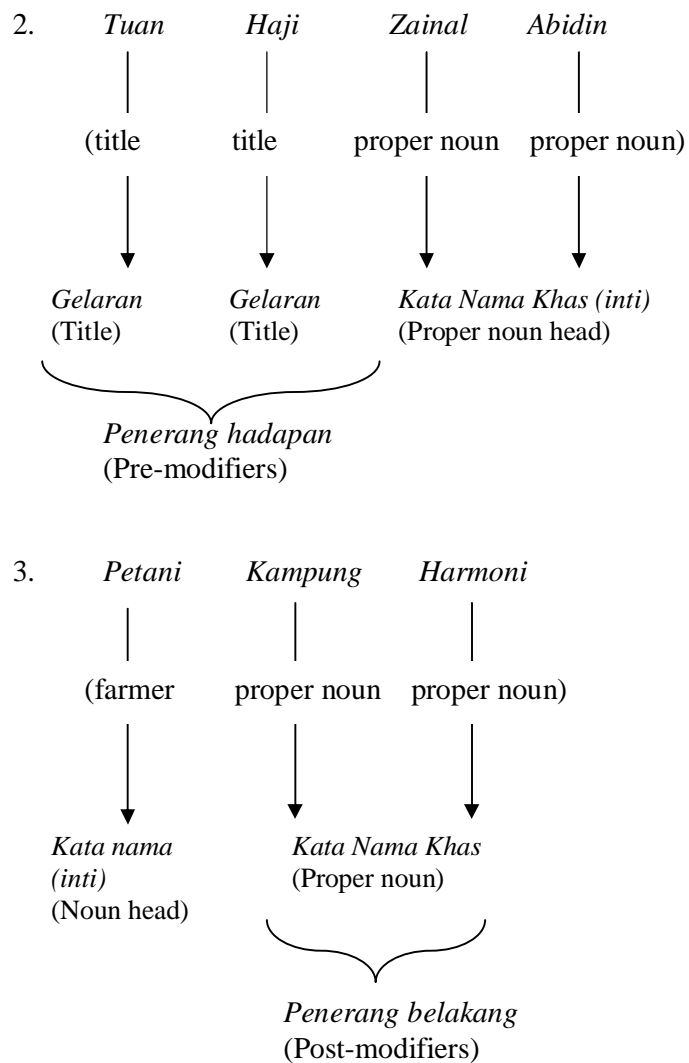 2. Tuan Haji Zainal Abidin
(title title proper noun proper noun)
Gelaran Gelaran Kata Nama Khas (inti)
(Title) (Title) (Proper noun head)
Penerang hadapan
(Pre-modifiers)
3. Petani Kampung Harmoni
(farmer proper noun proper noun)
Kata nama Kata Nama Khas
(inti) (Proper noun)
(Noun head)
Penerang belakang
(Post-modifiers)